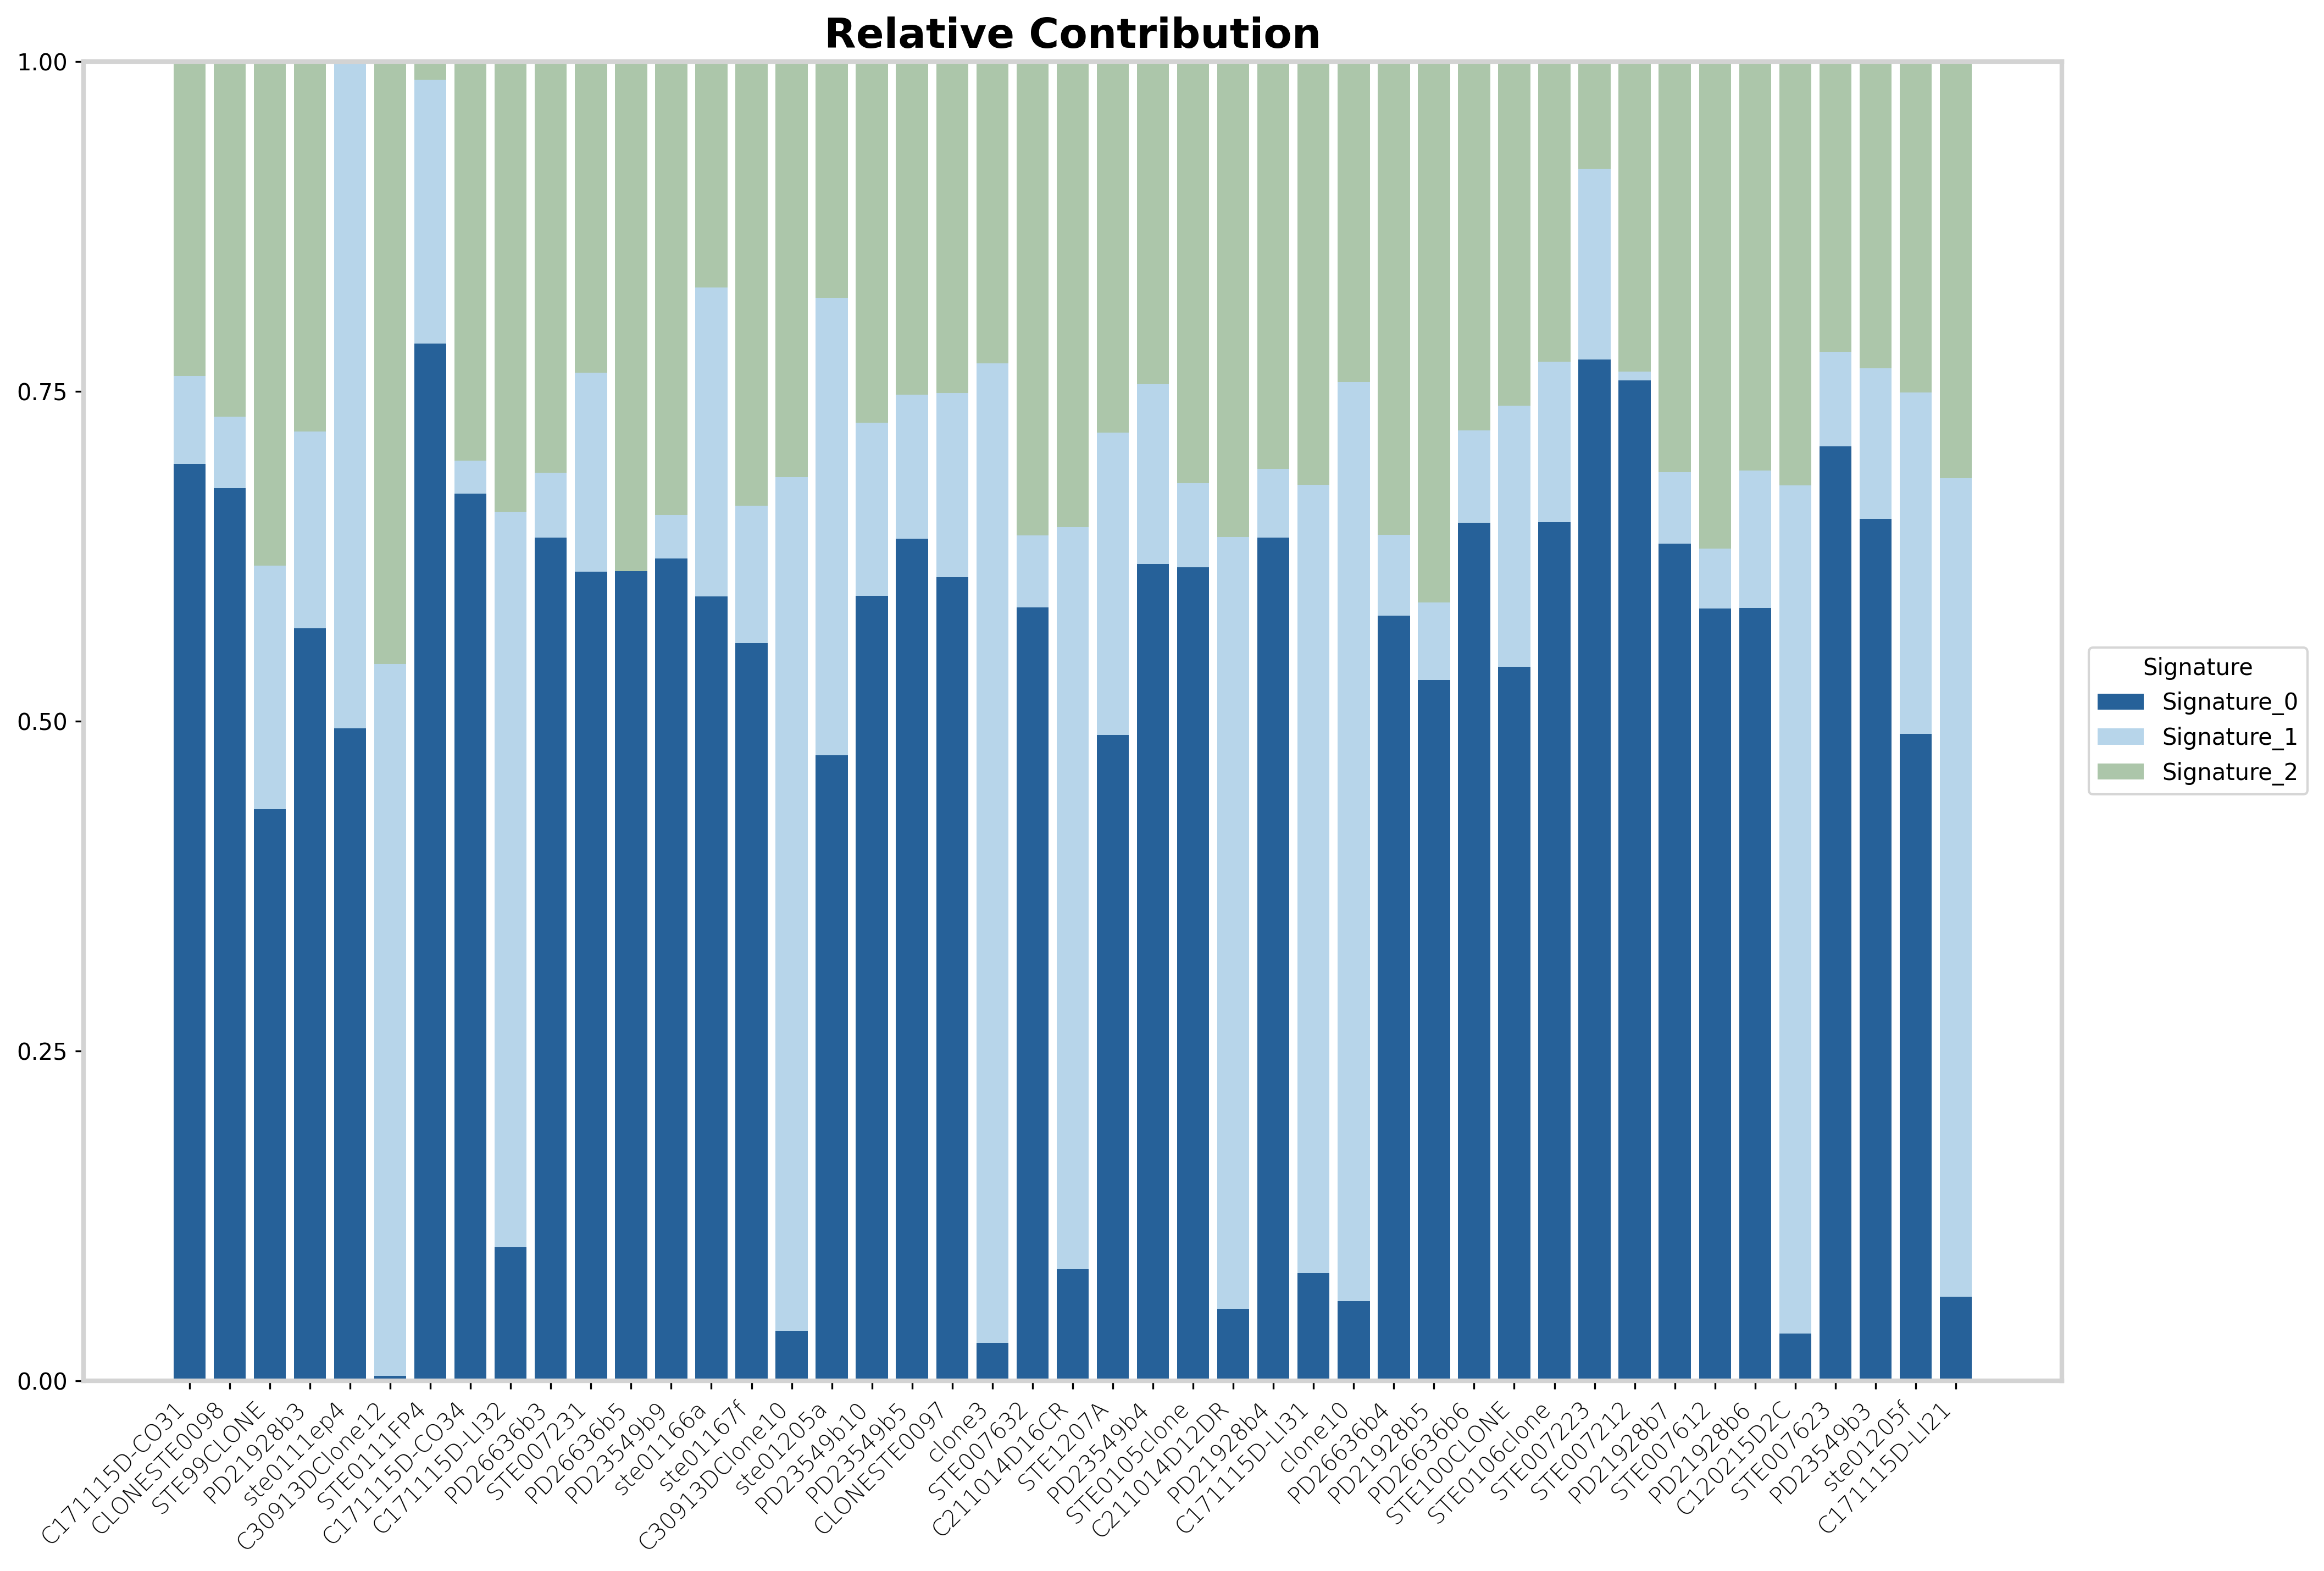 Relative Contribution
1.00
0.75
0.50
0.25
0.00
C171115D-CO31
CLONESTE0098
STE99CLONE
PD21928b3
ste0111ep4
C30913DClone12
STE0111FP4
C171115D-CO34
C171115D-LI32
PD26636b3
STE007231
PD26636b5
PD23549b9
ste0166a
ste01167f
C30913DClone10
ste01205a
PD23549b10
PD23549b5
CLONESTE0097
clone3
STE007632
C211014D16CR
STE1207A
PD23549b4
STE0105clone
C211014D12DR
PD21928b4
C171115D-LI31
clone10
PD26636b4
PD21928b5
PD26636b6
STE100CLONE
STE0106clone
STE007223
STE007212
PD21928b7
STE007612
PD21928b6
C120215D2C
STE007623
PD23549b3
ste01205f
C171115D-LI21
Signature
Signature_0
Signature_1
Signature_2